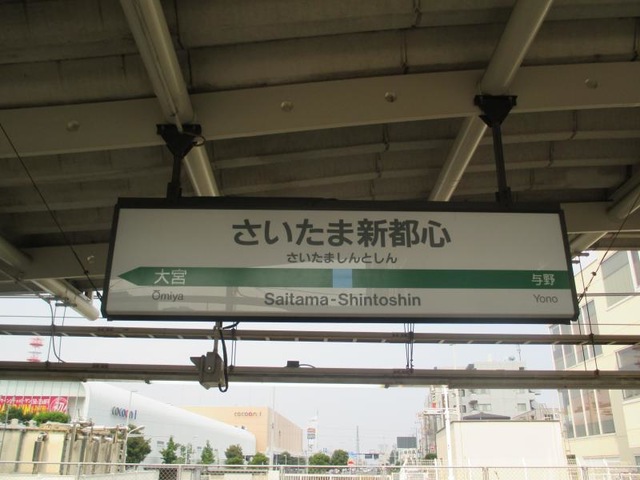 さいたま新都心
さいたましんとしん
大宮 与野
Ōmiya Saitama-Shintoshin Yono
cocoon 1